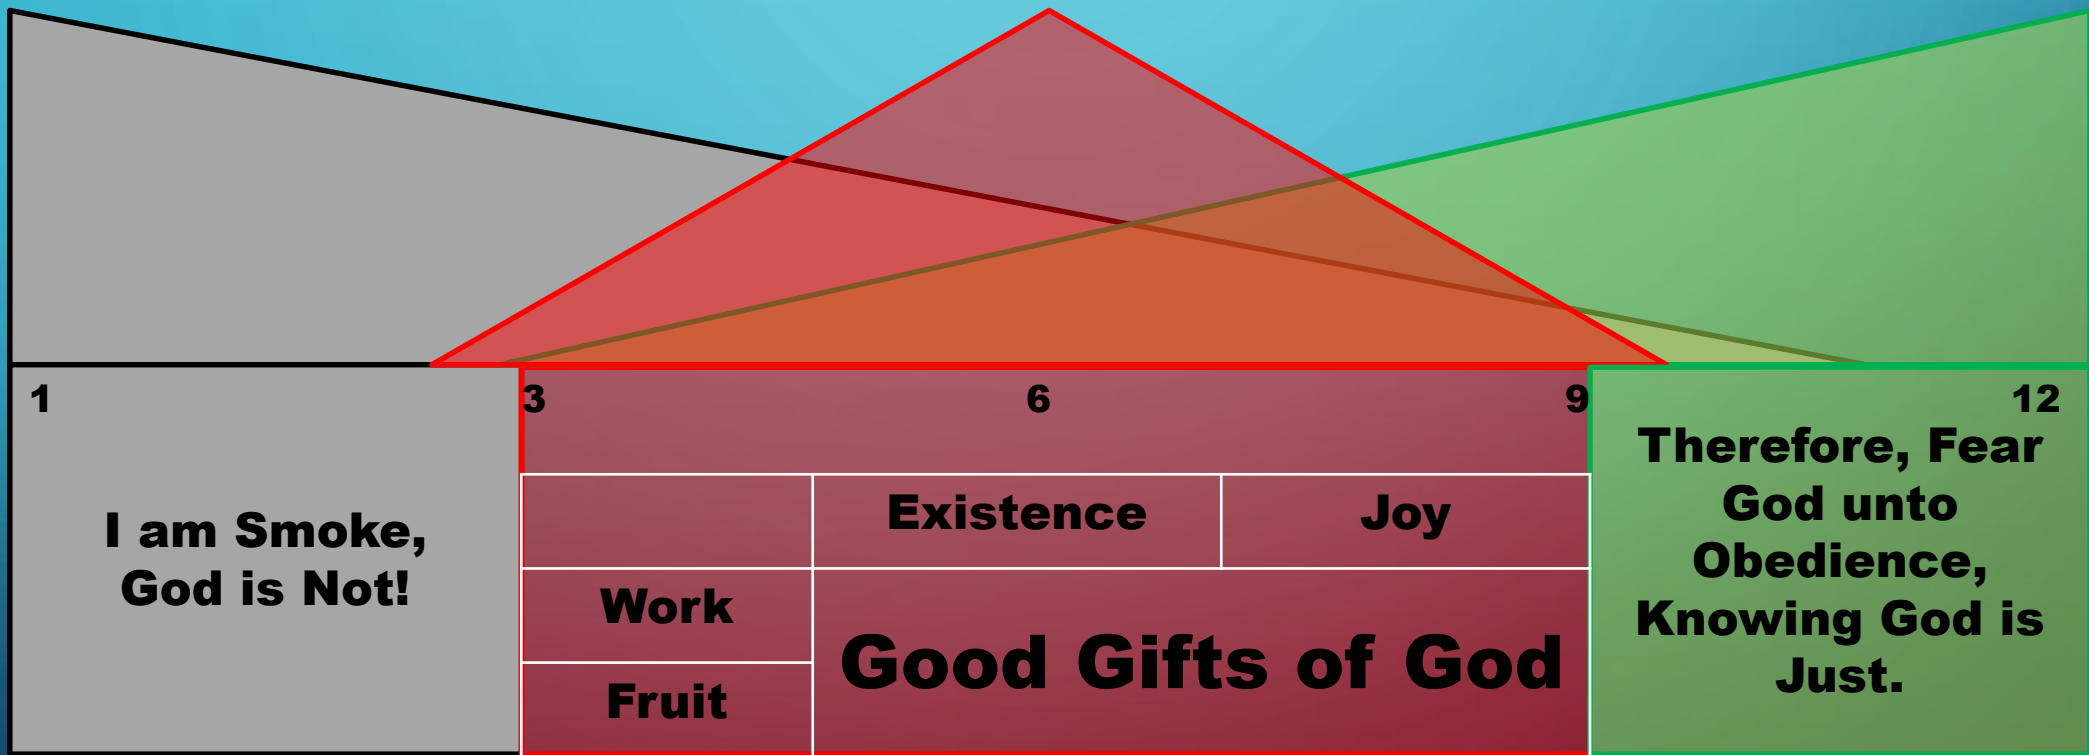 1
3
6
9
12
I am Smoke,
God is Not!
Existence
Joy
Work
Fruit
Good Gifts of God
Therefore, Fear
God unto
Obedience,
Knowing God is
Just.